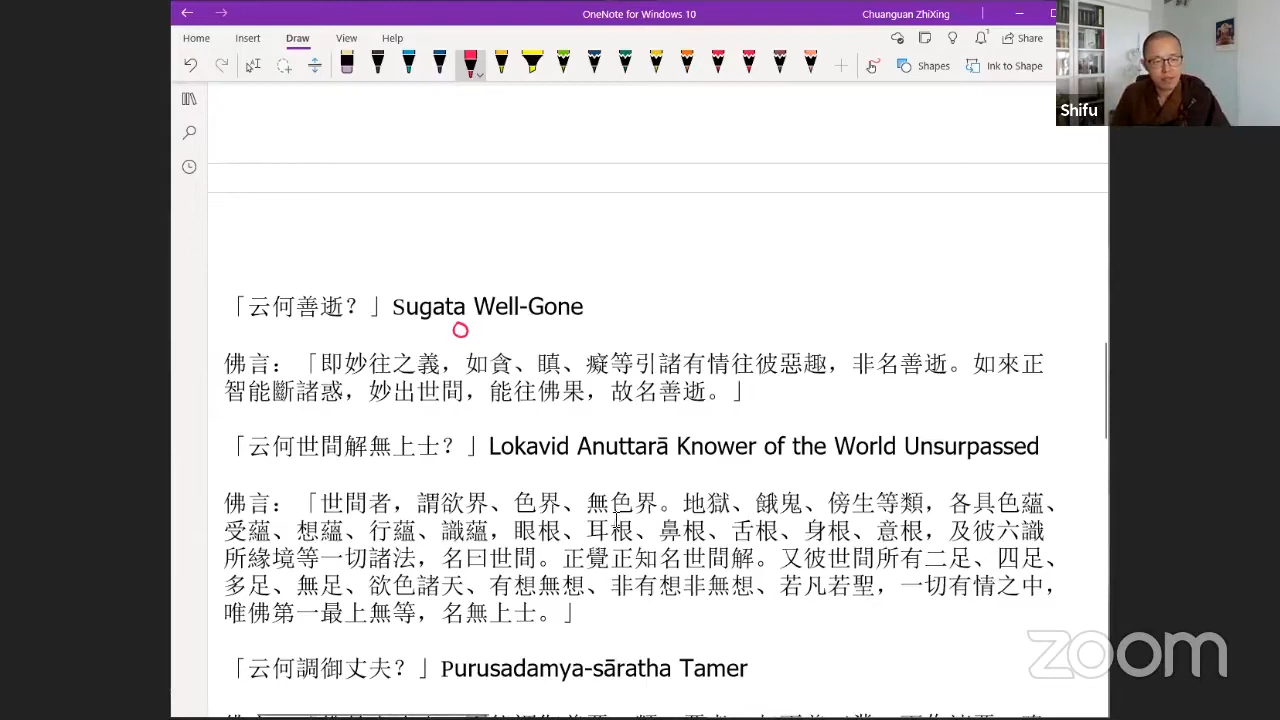 OneNote for Windows 10
Chuanguan ZhiXing
Home Insert Draw View Help
Share
Shapes
Ink to Shape
Shifu
「云何善逝？」Sugata Well-Gone
佛言：「即妙往之義，如貪、瞋、癡等引諸有情往彼惡趣，非名善逝。如來正
智能斷諸惑，妙出世間，能往佛果，故名善逝。」
「云何世間解無上士？」Lokavid Anuttarā Knower of the World Unsurpassed
佛言：「世間者，謂欲界、色界、無色界。地獄、餓鬼、傍生等類，各具色蘊、
受蘊、想蘊、行蘊、識蘊，眼根、耳根、鼻根、舌根、身根、意根，及彼六識
所緣境等一切諸法，名曰世間。正覺正知名世間解。又彼世間所有二足、四足、
多足、無足、欲色諸天、有想無想、非有想非無想、若凡若聖，一切有情之中，
唯佛第一最上無等，名無上士。」
「云何調御丈夫？」Purusadamya-sāratha Tamer
zoom